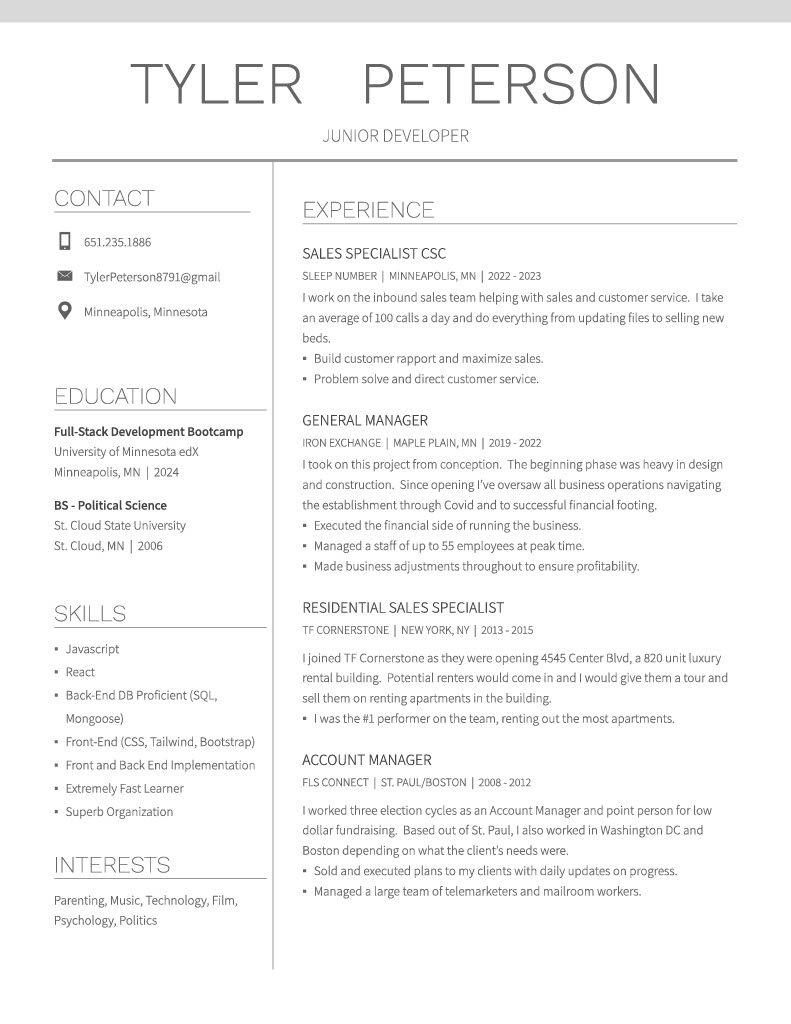 TYLER PETERSON
JUNIOR DEVELOPER
CONTACT
651.235.1886
TylerPeterson8791@gmail
Minneapolis, Minnesota
EDUCATION
Full-Stack Development Bootcamp
University of Minnesota edX
Minneapolis, MN | 2024
BS - Political Science
St. Cloud State University
St. Cloud, MN | 2006
SKILLS
▪ Javascript
▪ React
▪ Back-End DB Proficient (SQL,
Mongoose)
▪ Front-End (CSS, Tailwind, Bootstrap)
▪ Front and Back End Implementation
▪ Extremely Fast Learner
▪ Superb Organization
INTERESTS
Parenting, Music, Technology, Film,
Psychology, Politics
EXPERIENCE
SALES SPECIALIST CSC
SLEEP NUMBER | MINNEAPOLIS, MN | 2022 - 2023
I work on the inbound sales team helping with sales and customer service. I take
an average of 100 calls a day and do everything from updating files to selling new
beds.
▪ Build customer rapport and maximize sales.
▪ Problem solve and direct customer service.
GENERAL MANAGER
IRON EXCHANGE | MAPLE PLAIN, MN | 2019 - 2022
I took on this project from conception. The beginning phase was heavy in design
and construction. Since opening I've oversaw all business operations navigating
the establishment through Covid and to successful financial footing.
▪ Executed the financial side of running the business.
▪ Managed a staff of up to 55 employees at peak time.
▪ Made business adjustments throughout to ensure profitability.
RESIDENTIAL SALES SPECIALIST
TF CORNERSTONE | NEW YORK, NY | 2013 - 2015
I joined TF Cornerstone as they were opening 4545 Center Blvd, a 820 unit luxury
rental building. Potential renters would come in and I would give them a tour and
sell them on renting apartments in the building.
▪ I was the #1 performer on the team, renting out the most apartments.
ACCOUNT MANAGER
FLS CONNECT | ST. PAUL/BOSTON | 2008 - 2012
I worked three election cycles as an Account Manager and point person for low
dollar fundraising. Based out of St. Paul, I also worked in Washington DC and
Boston depending on what the client's needs were.
▪ Sold and executed plans to my clients with daily updates on progress.
▪ Managed a large team of telemarketers and mailroom workers.